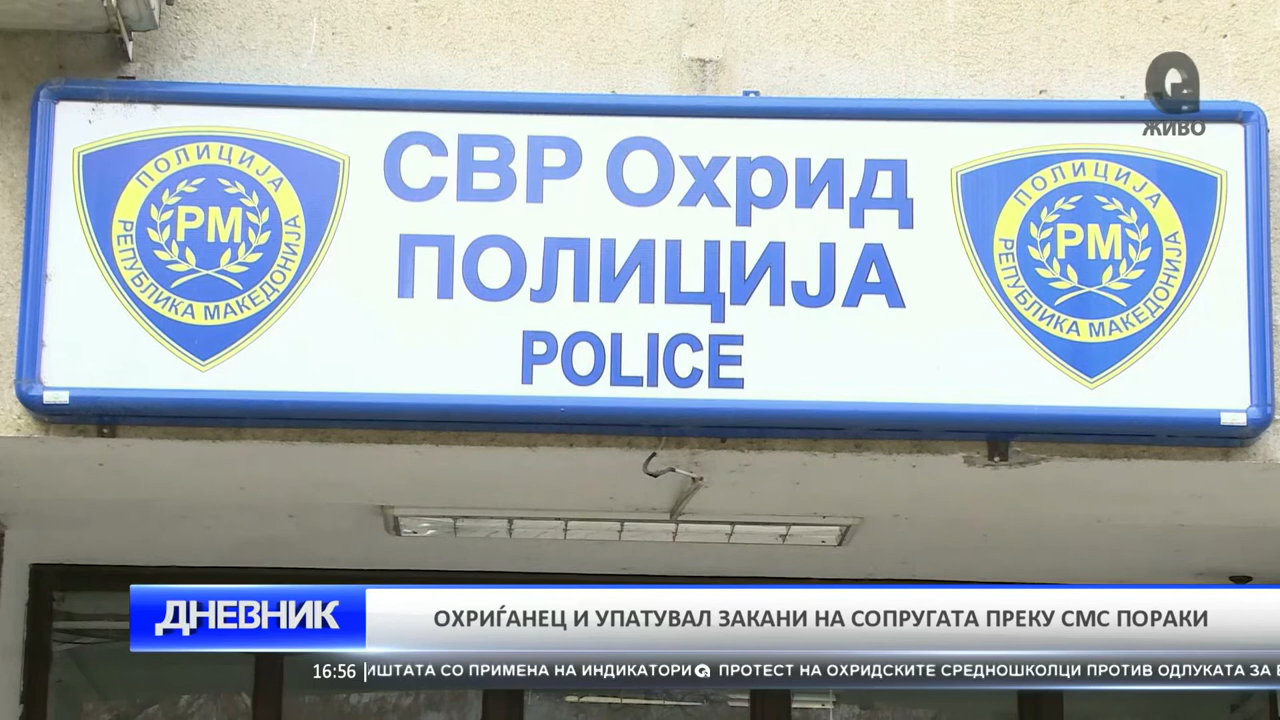 ЖИВО
СВР Охрид
ПОЛИЦИЈА
POLICE
ПОЛИЦИЈА
РМ
РЕПУБЛИКА МАКЕДОНИЈА
ПОЛИЦИЈА
РМ
РЕПУБЛИКА МАКЕДОНИЈА
ДНЕВНИК
ОХРИЃАНЕЦ И УПАТУВАЛ ЗАКАНИ НА СОПРУГАТА ПРЕКУ СМС ПОРАКИ
16:56 ИШТАТА СО ПРИМЕНА НА ИНДИКАТОРИ ПРОТЕСТ НА ОХРИДСКИТЕ СРЕДНОШКОЛЦИ ПРОТИВ ОДЛУКАТА ЗА